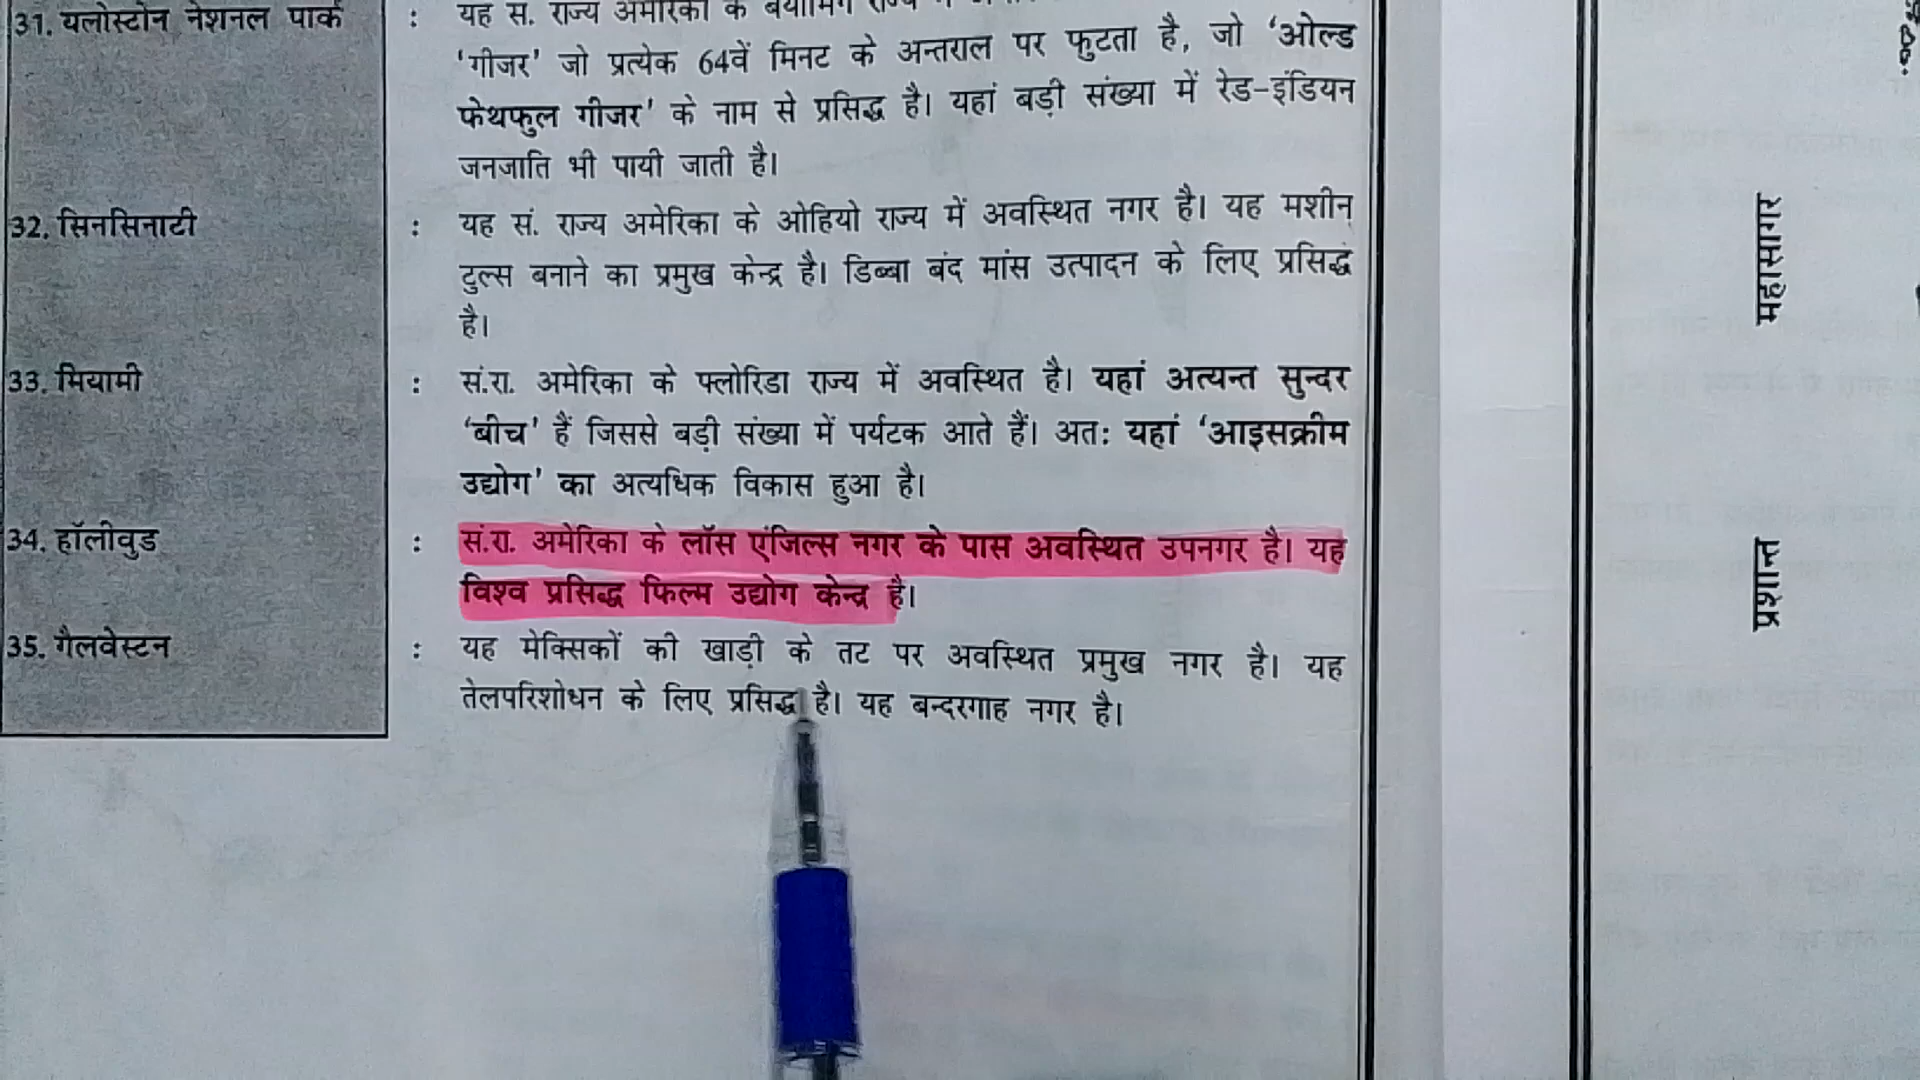 31. यलोस्टोन नेशनल पार्क : यह स. राज्य अमेरिका के
'गीजर' जो प्रत्येक 64वें मिनट के अन्तराल पर फुटता है, जो 'ओल्ड
फेथफुल गीजर' के नाम से प्रसिद्ध है। यहां बड़ी संख्या में रेड-इंडियन
जनजाति भी पायी जाती है।
32. सिनसिनाटी : यह सं. राज्य अमेरिका के ओहियो राज्य में अवस्थित नगर है। यह मशीन
टुल्स बनाने का प्रमुख केन्द्र है। डिब्बा बंद मांस उत्पादन के लिए प्रसिद्ध
है।
33. मियामी : सं.रा. अमेरिका के फ्लोरिडा राज्य में अवस्थित है। यहां अत्यन्त सुन्दर
'बीच' हैं जिससे बड़ी संख्या में पर्यटक आते हैं। अतः यहां 'आइसक्रीम
उद्योग' का अत्यधिक विकास हुआ है।
34. हॉलीवुड : सं.रा. अमेरिका के लॉस एंजिल्स नगर के पास अवस्थित उपनगर है। यह
विश्व प्रसिद्ध फिल्म उद्योग केन्द्र है।
35. गैलवेस्टन : यह मेक्सिकों की खाड़ी के तट पर अवस्थित प्रमुख नगर है। यह
तेलपरिशोधन के लिए प्रसिद्ध है। यह बन्दरगाह नगर है।
प्रशान्त महासागर